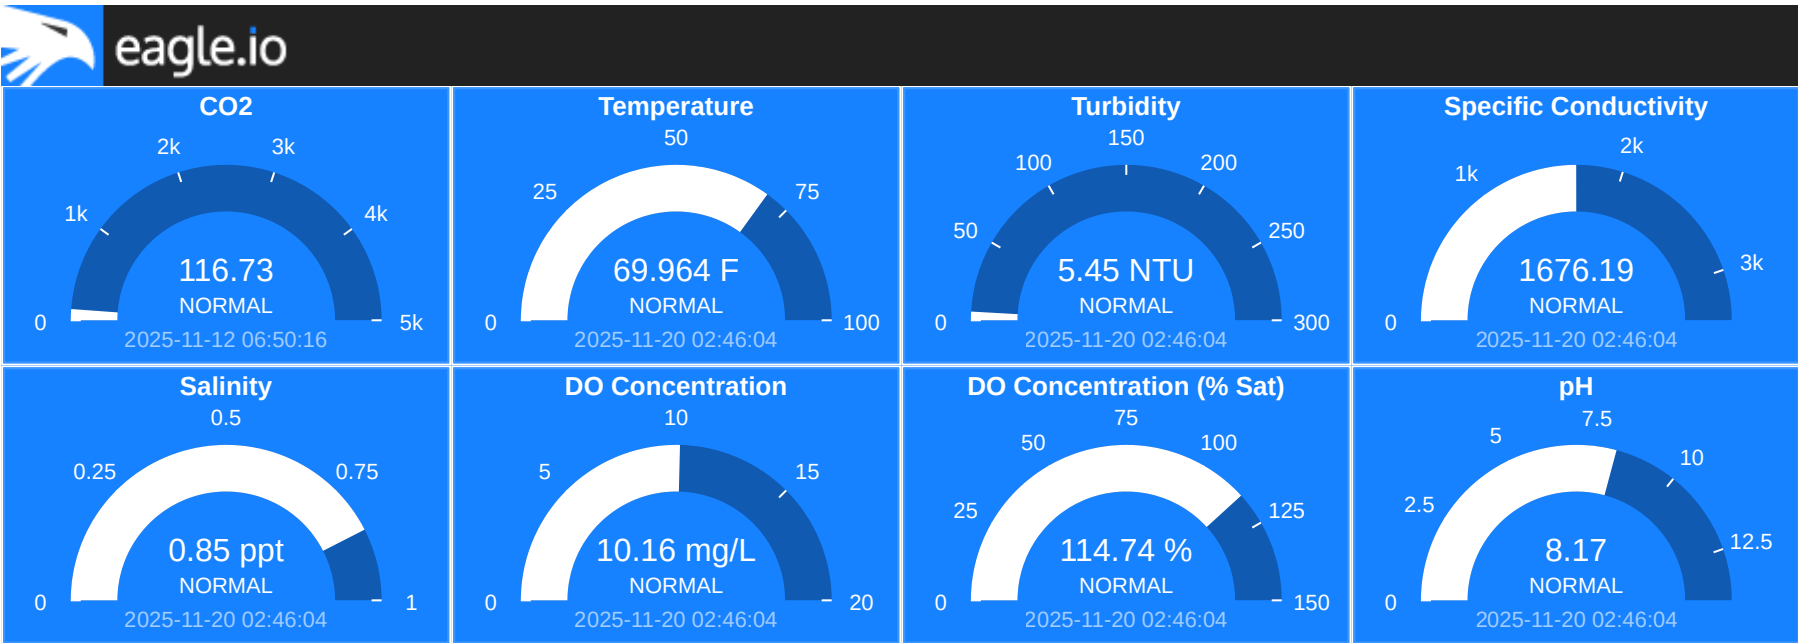 eagle.io
CO2
2k
3k
1k
4k
116.73
NORMAL
0
5k
2025-11-12 06:50:16
Temperature
50
25
75
69.964 F
NORMAL
0
100
2025-11-20 02:46:04
Turbidity
150
100
200
50
250
5.45 NTU
NORMAL
0
300
2025-11-20 02:46:04
Specific Conductivity
2k
1k
3k
1676.19
NORMAL
0
2025-11-20 02:46:04
Salinity
0.5
0.25
0.75
0.85 ppt
NORMAL
0
1
2025-11-20 02:46:04
DO Concentration
10
5
15
10.16 mg/L
NORMAL
0
20
2025-11-20 02:46:04
DO Concentration (% Sat)
75
50
100
25
125
114.74 %
NORMAL
0
150
2025-11-20 02:46:04
pH
7.5
5
10
2.5
12.5
8.17
NORMAL
0
2025-11-20 02:46:04